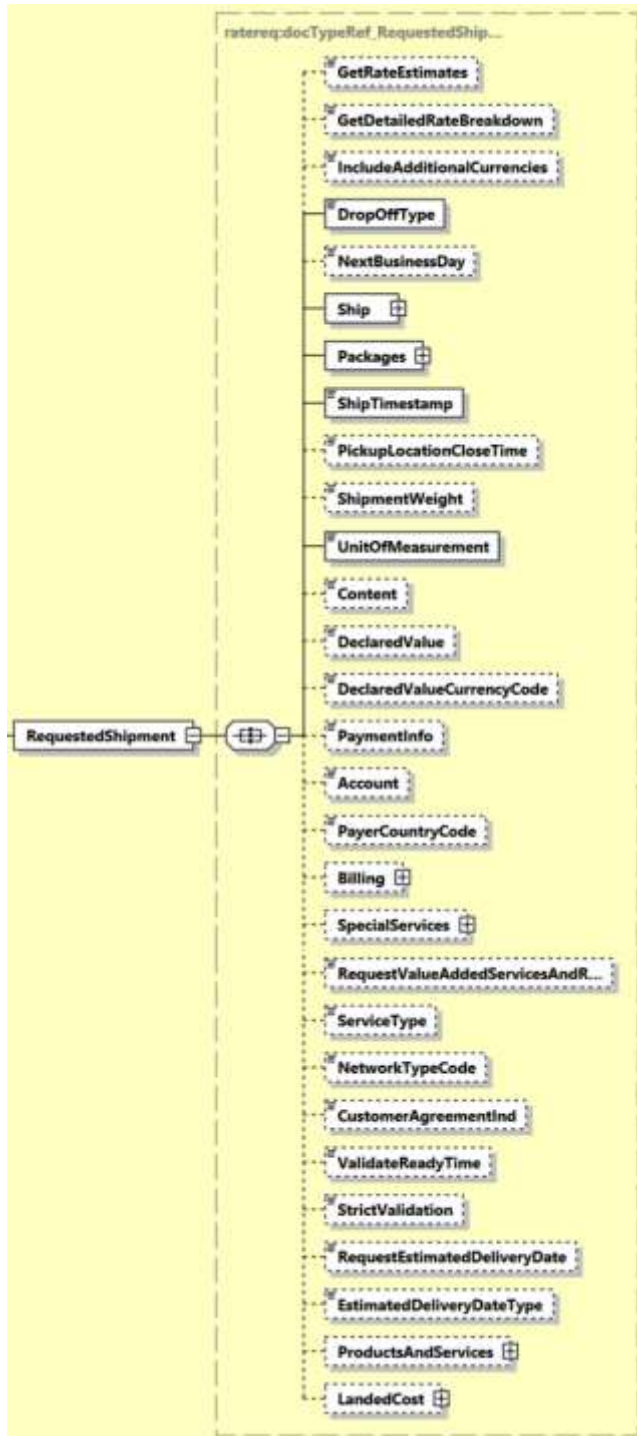 ratereq:docTypeRef_RequestedShip...
GetRateEstimates
GetDetailedRateBreakdown
IncludeAdditionalCurrencies
DropOffType
NextBusinessDay
Ship
Packages
ShipTimestamp
PickupLocationCloseTime
ShipmentWeight
UnitOfMeasurement
Content
DeclaredValue
DeclaredValueCurrencyCode
RequestedShipment
PaymentInfo
Account
PayerCountryCode
Billing
SpecialServices
RequestValueAddedServicesAndR...
ServiceType
NetworkTypeCode
CustomerAgreementInd
ValidateReadyTime
StrictValidation
RequestEstimatedDeliveryDate
EstimatedDeliveryDateType
ProductsAndServices
LandedCost